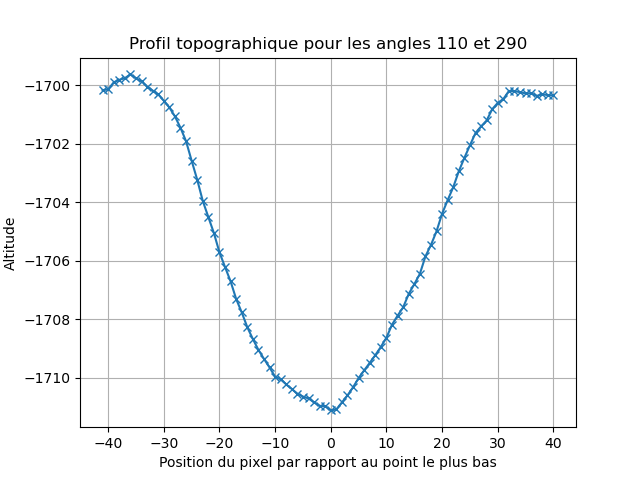 Profil topographique pour les angles 110 et 290
−1700
−1702
−1704
−1706
−1708
−1710
Altitude
−40 −30 −20 −10 0 10 20 30 40
Position du pixel par rapport au point le plus bas